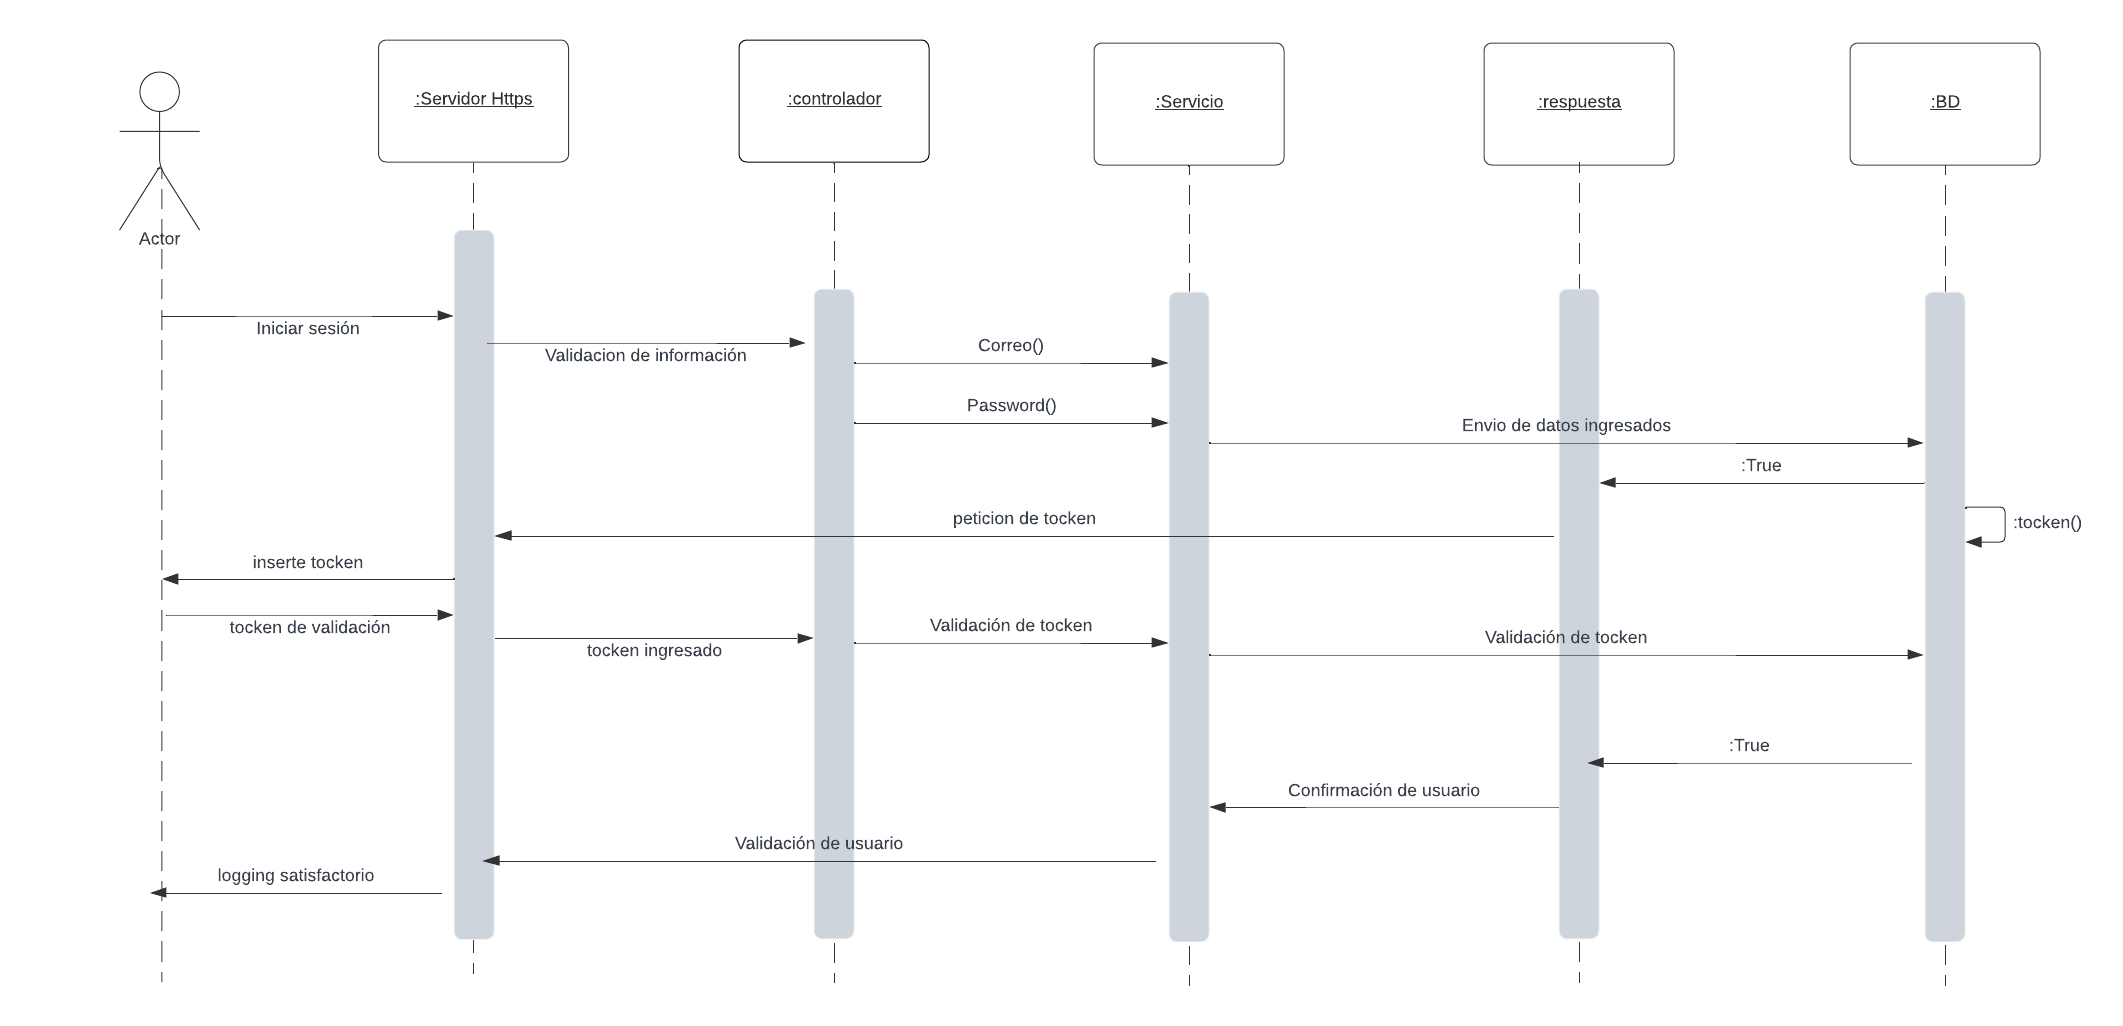 :Servidor Https
:controlador
:Servicio
:respuesta
:BD
Actor
Iniciar sesión
Validacion de información
Correo()
Password()
Envio de datos ingresados
:True
peticion de tocken
:tocken()
inserte tocken
tocken de validación
tocken ingresado
Validación de tocken
Validación de tocken
:True
Confirmación de usuario
Validación de usuario
logging satisfactorio